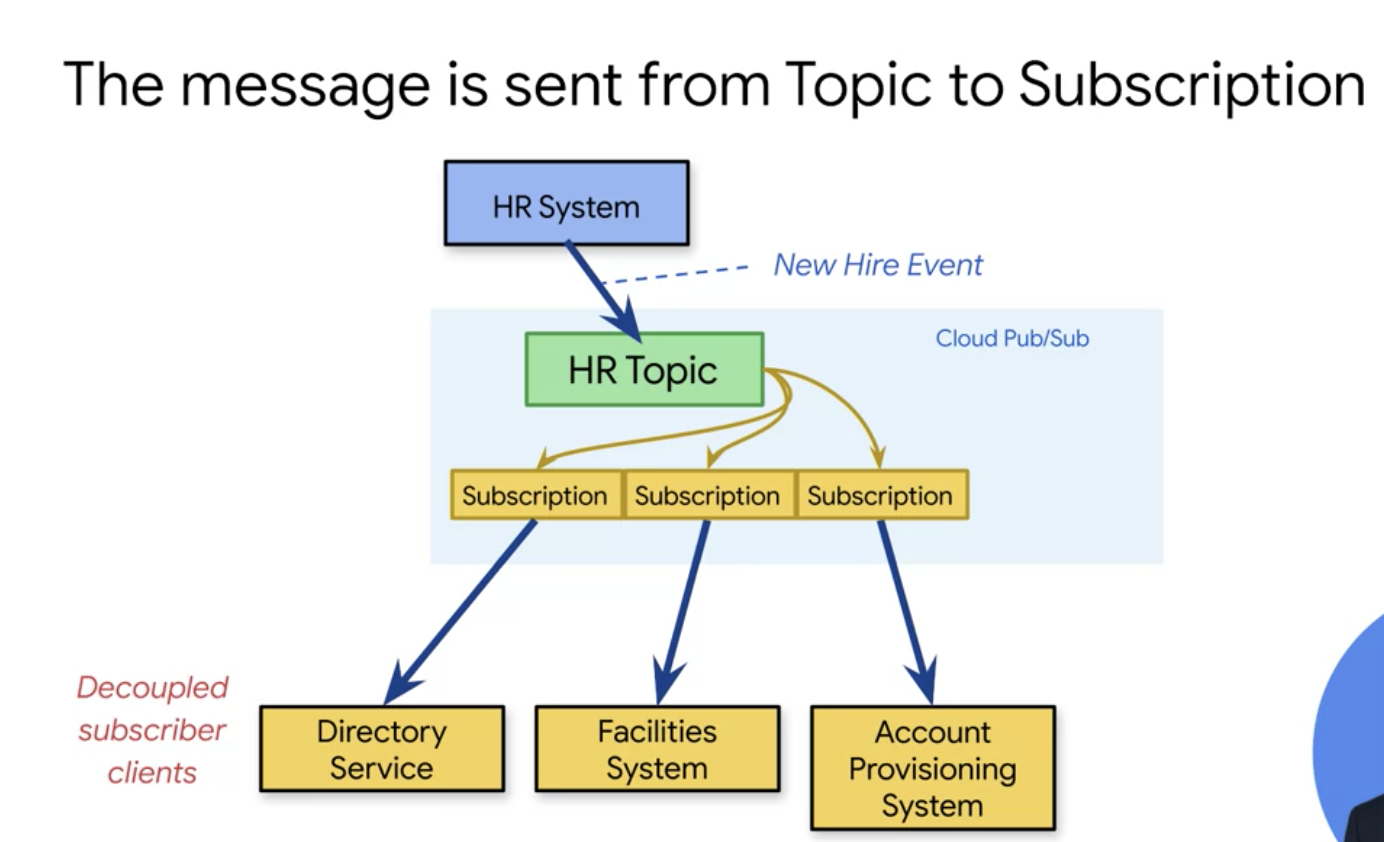 The message is sent from Topic to Subscription
HR System
New Hire Event
Cloud Pub/Sub
HR Topic
Subscription
Subscription
Subscription
Decoupled
subscriber
clients
Directory
Service
Facilities
System
Account
Provisioning
System